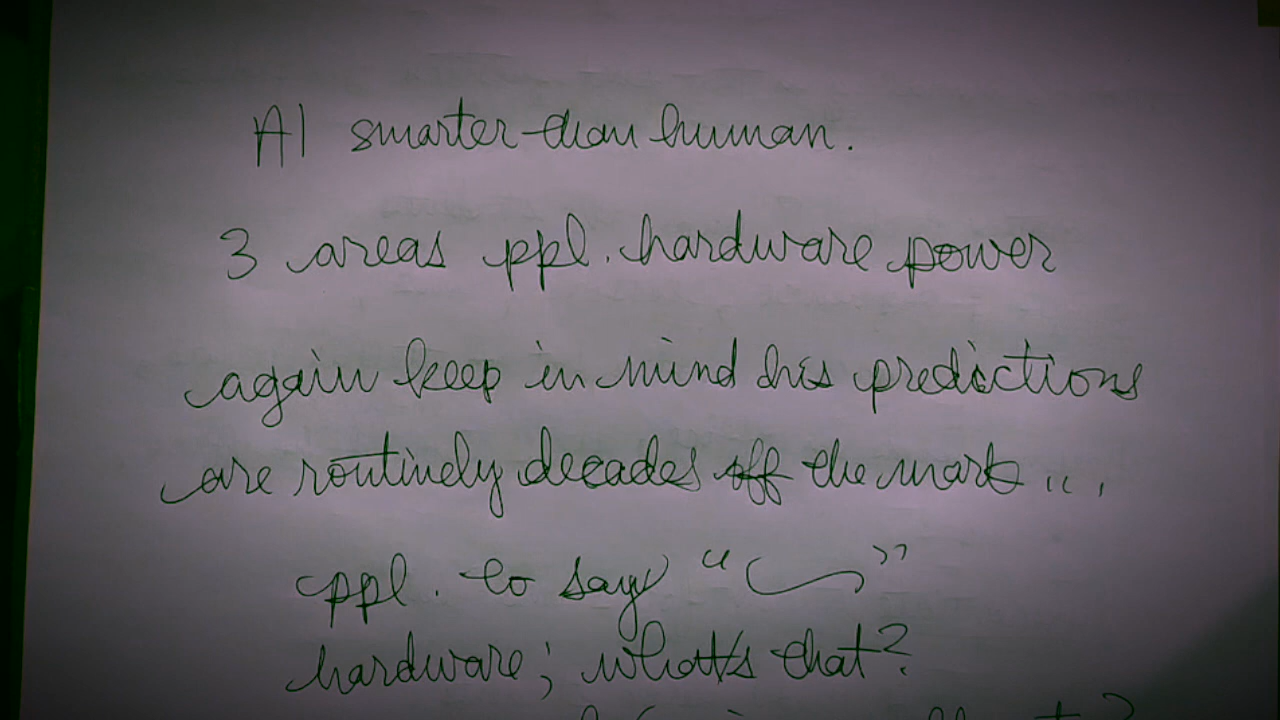 AI smarter than human.
3 areas ppl. hardware power
again keep in mind his predictions
are routinely decades off the mark ...
ppl. to say “ ”
hardware; what's that?